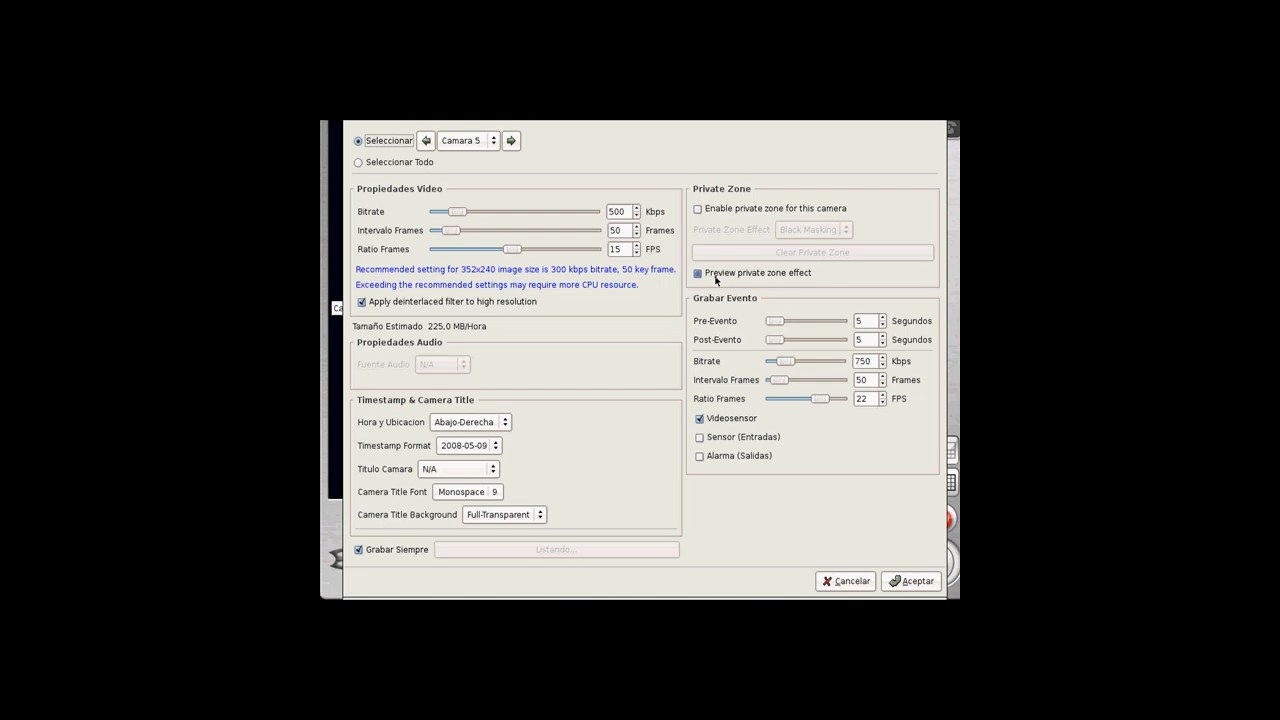 Seleccionar
Camara 5
Seleccionar Todo
Propiedades Video
Bitrate 500 Kbps
Intervalo Frames 50 Frames
Ratio Frames 15 FPS
Recommended setting for 352x240 image size is 300 kbps bitrate, 50 key frame.
Exceeding the recommended settings may require more CPU resource.
Apply deinterlaced filter to high resolution
Tamaño Estimado 225,0 MB/Hora
Propiedades Audio
Fuente Audio N/A
Timestamp & Camera Title
Hora y Ubicacion Abajo-Derecha
Timestamp Format 2008-05-09
Titulo Camara N/A
Camera Title Font Monospace 9
Camera Title Background Full-Transparent
Grabar Siempre Listando...
Private Zone
Enable private zone for this camera
Private Zone Effect Black Masking
Clear Private Zone
Preview private zone effect
Grabar Evento
Pre-Evento 5 Segundos
Post-Evento 5 Segundos
Bitrate 750 Kbps
Intervalo Frames 50 Frames
Ratio Frames 22 FPS
Videosensor
Sensor (Entradas)
Alarma (Salidas)
Cancelar
Aceptar